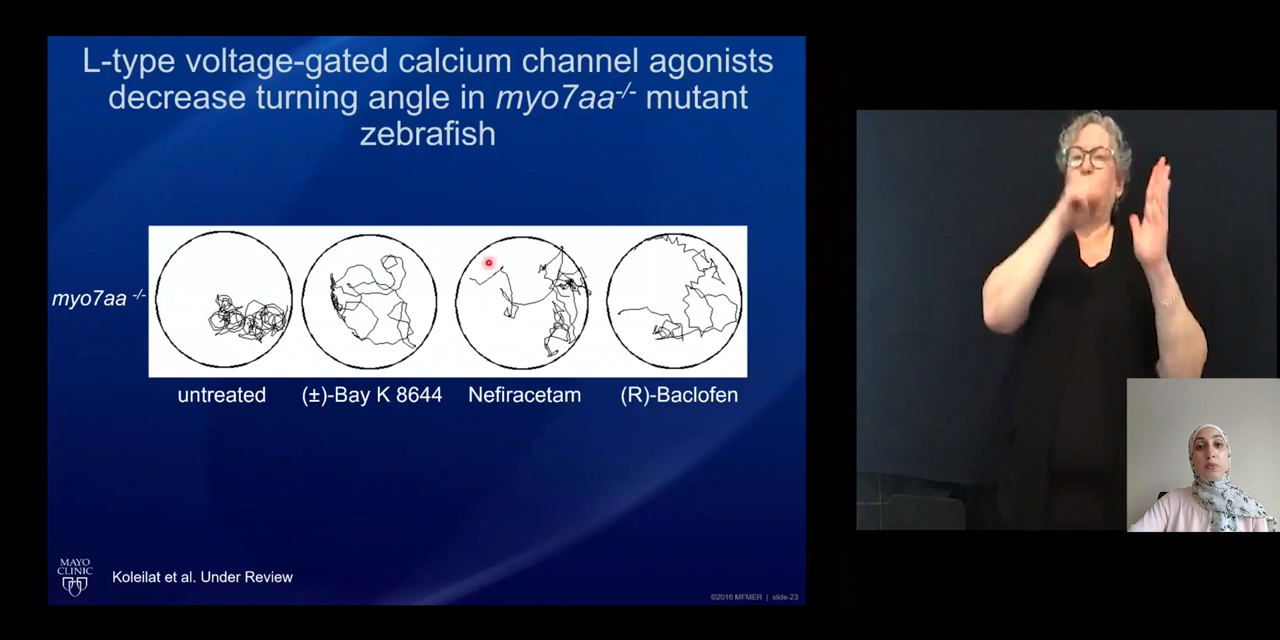 L-type voltage-gated calcium channel agonists
decrease turning angle in myo7aa-/- mutant
zebrafish
myo7aa -/-
untreated
(±)-Bay K 8644
Nefiracetam
(R)-Baclofen
MAYO
CLINIC
Koleilat et al. Under Review
©2016 MFMER | slide-23